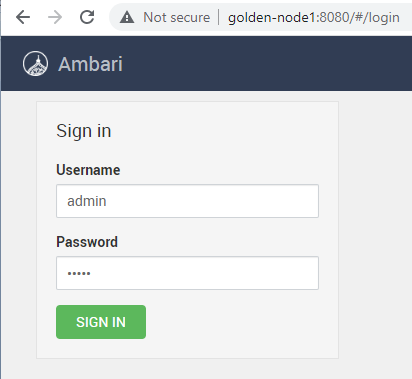 Not secure | golden-node1:8080/#/login
Ambari
Sign in
Username
admin
Password
•••••
SIGN IN